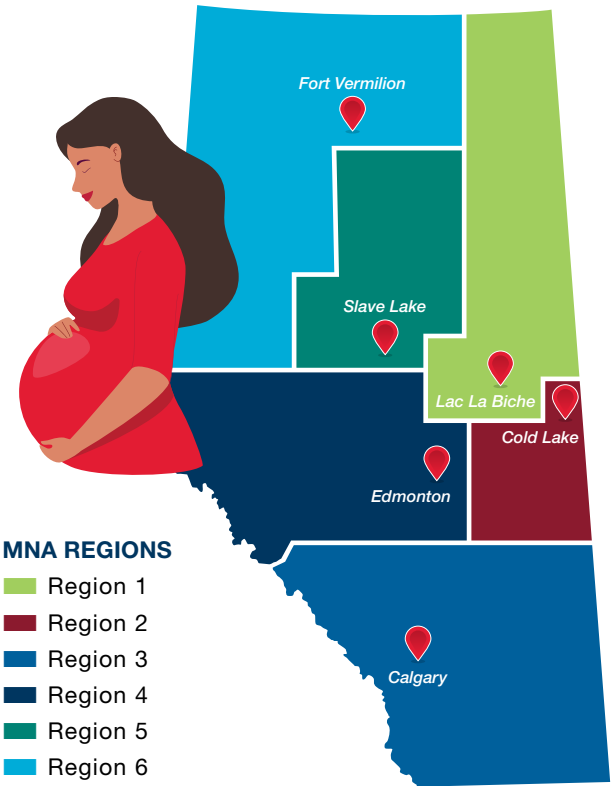 Fort Vermilion
Slave Lake
Lac La Biche
Cold Lake
Edmonton
MNA REGIONS
Region 1
Region 2
Region 3
Calgary
Region 4
Region 5
Region 6